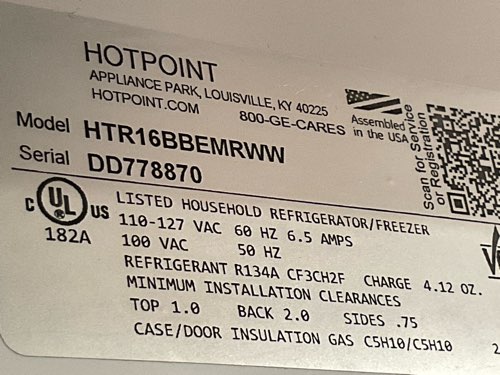 HOTPOINT
APPLIANCE PARK, LOUISVILLE, KY 40225
HOTPOINT.COM 800-GE-CARES
Assembled
in the USA
Scan for Service
or Registration
Model HTR16BBEMRWW
Serial DD778870
C UL US
182A
LISTED HOUSEHOLD REFRIGERATOR/FREEZER
110-127 VAC 60 HZ 6.5 AMPS
100 VAC 50 HZ
REFRIGERANT R134A CF3CH2F CHARGE 4.12 OZ.
MINIMUM INSTALLATION CLEARANCES
TOP 1.0 BACK 2.0 SIDES .75
CASE/DOOR INSULATION GAS C5H10/C5H10